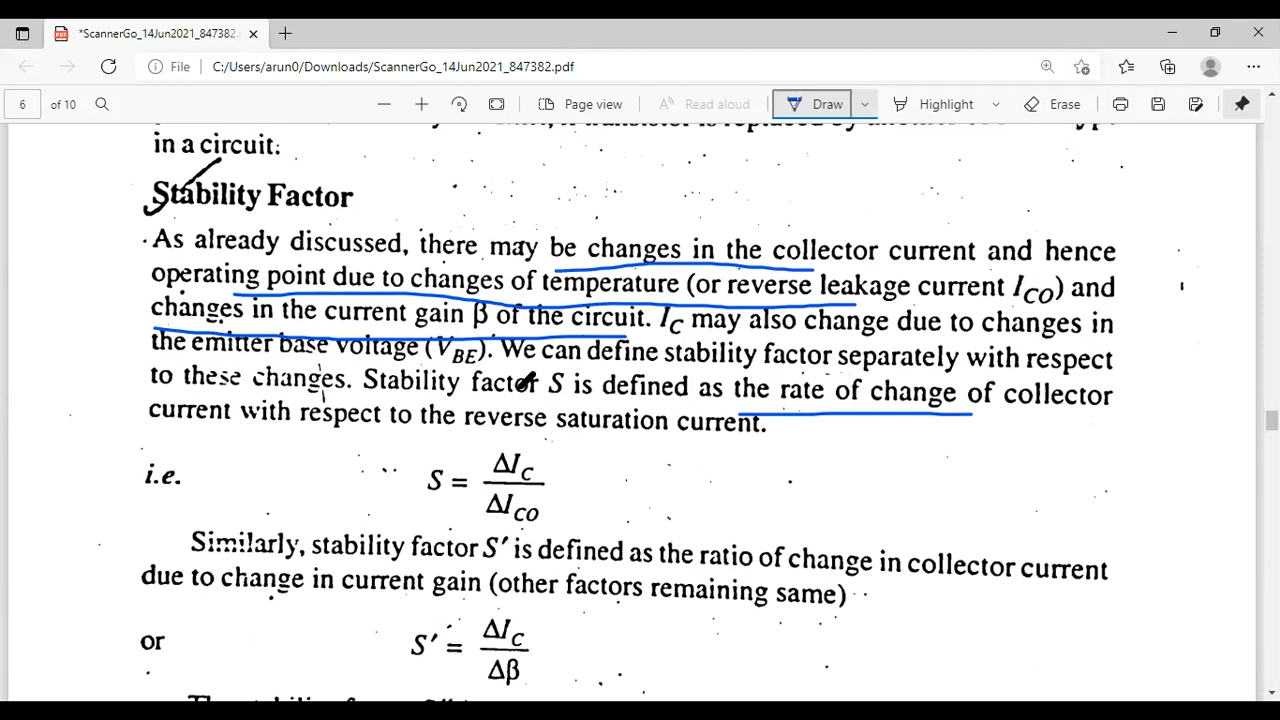 *ScannerGo_14Jun2021_847382.
File C:/Users/arun0/Downloads/ScannerGo_14Jun2021_847382.pdf
6 of 10 Page view Read aloud Draw Highlight Erase
in a circuit.
Stability Factor
As already discussed, there may be changes in the collector current and hence
operating point due to changes of temperature (or reverse leakage current I_CO) and
changes in the current gain β of the circuit. I_C may also change due to changes in
the emitter base voltage (V_BE). We can define stability factor separately with respect
to these changes. Stability factor S is defined as the rate of change of collector
current with respect to the reverse saturation current.
i.e. S = ΔI_C / ΔI_CO
Similarly, stability factor S′ is defined as the ratio of change in collector current
due to change in current gain (other factors remaining same)
or S′ = ΔI_C / Δβ